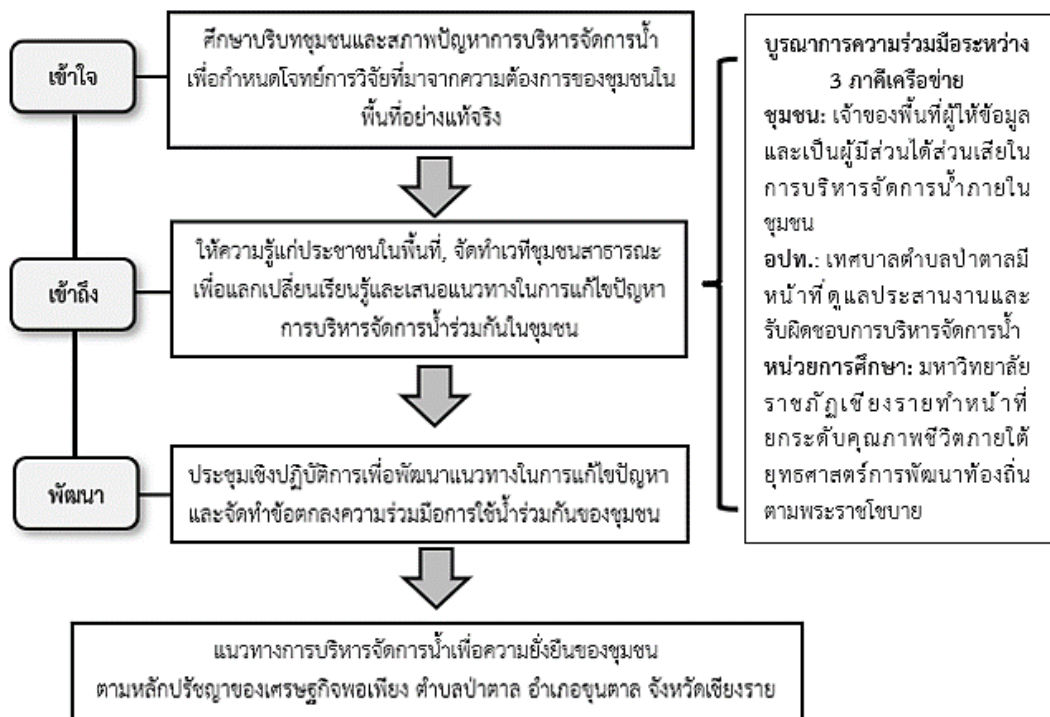 เข้าใจ
ศึกษาบริบทชุมชนและสภาพปัญหาการบริหารจัดการน้ำ
เพื่อกำหนดโจทย์การวิจัยที่มาจากความต้องการของชุมชนใน
พื้นที่อย่างแท้จริง
เข้าถึง
ให้ความรู้แก่ประชาชนในพื้นที่, จัดทำเวทีชุมชนสาธารณะ
เพื่อแลกเปลี่ยนเรียนรู้และเสนอแนวทางในการแก้ไขปัญหา
การบริหารจัดการน้ำร่วมกันในชุมชน
พัฒนา
ประชุมเชิงปฏิบัติการเพื่อพัฒนาแนวทางในการแก้ไขปัญหา
และจัดทำข้อตกลงความร่วมมือการใช้น้ำร่วมกันของชุมชน
แนวทางการบริหารจัดการน้ำเพื่อความยั่งยืนของชุมชน
ตามหลักปรัชญาของเศรษฐกิจพอเพียง ตำบลป่าตาล อำเภอขุนตาล จังหวัดเชียงราย
บูรณาการความร่วมมือระหว่าง
3 ภาคีเครือข่าย
ชุมชน: เจ้าของพื้นที่ผู้ให้ข้อมูล
และเป็นผู้มีส่วนได้ส่วนเสียใน
การบริหารจัดการน้ำภายใน
ชุมชน
อปท.: เทศบาลตำบลป่าตาลมี
หน้าที่ดูแลประสานงานและ
รับผิดชอบการบริหารจัดการน้ำ
หน่วยการศึกษา: มหาวิทยาลัย
ราชภัฏเชียงรายทำหน้าที่
ยกระดับคุณภาพชีวิตภายใต้
ยุทธศาสตร์การพัฒนาท้องถิ่น
ตามพระราโชบาย